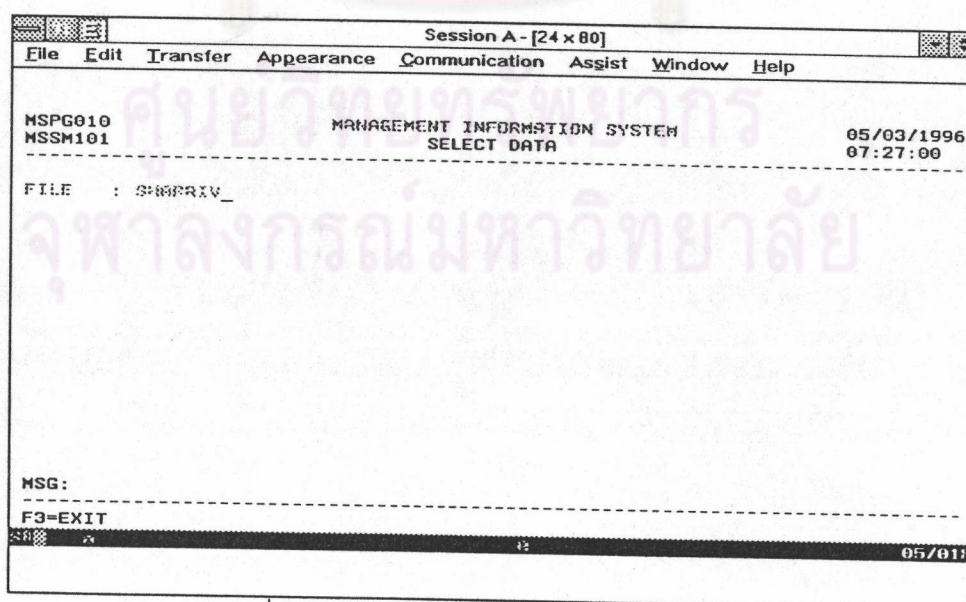 Session A - [24 x 80]
File Edit Transfer Appearance Communication Assist Window Help
MSPG010 MANAGEMENT INFORMATION SYSTEM 05/03/1996
MSSM101 SELECT DATA 07:27:00
FILE :
ศูนย์วิทยทรัพยากร
จุฬาลงกรณ์มหาวิทยาลัย
MSG:
F3=EXIT
05/01